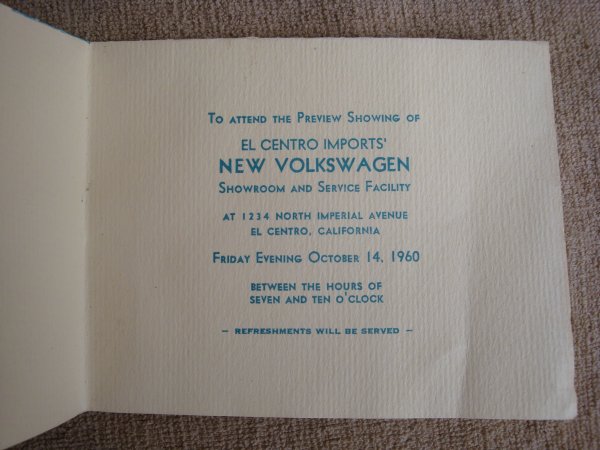 To attend the Preview Showing of
EL CENTRO IMPORTS'
NEW VOLKSWAGEN
Showroom and Service Facility
AT 1234 NORTH IMPERIAL AVENUE
EL CENTRO, CALIFORNIA
Friday Evening October 14, 1960
BETWEEN THE HOURS OF
SEVEN AND TEN O'CLOCK
– REFRESHMENTS WILL BE SERVED –